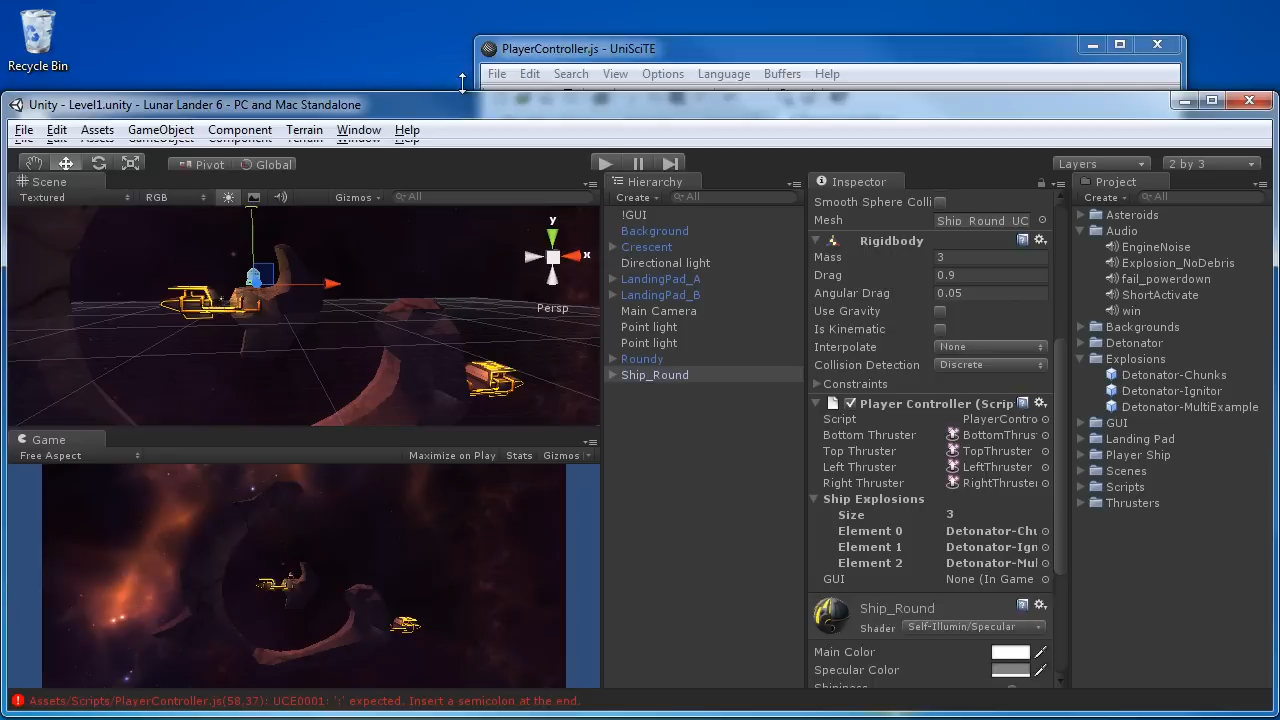 Recycle Bin
PlayerController.js - UniSciTE
File Edit Search View Options Language Buffers Help
Unity - Level1.unity - Lunar Lander 6 - PC and Mac Standalone
File Edit Assets GameObject Component Terrain Window Help
Pivot Global Layers 2 by 3
Scene
Textured RGB Gizmos All
y
x
Persp
Game
Free Aspect Maximize on Play Stats Gizmos
Hierarchy
Create All
!GUI
Background
Crescent
Directional light
LandingPad_A
LandingPad_B
Main Camera
Point light
Point light
Roundy
Ship_Round
Inspector
Smooth Sphere Colli
Mesh Ship_Round_UC
Rigidbody
Mass 3
Drag 0.9
Angular Drag 0.05
Use Gravity
Is Kinematic
Interpolate None
Collision Detection Discrete
Constraints
Player Controller (Scrip
Script PlayerContro
Bottom Thruster BottomThrus
Top Thruster TopThruster
Left Thruster LeftThruster
Right Thruster RightThruster
Ship Explosions
Size 3
Element 0 Detonator-Chu
Element 1 Detonator-Ign
Element 2 Detonator-Mul
GUI None (In Game
Ship_Round
Shader Self-Illumin/Specular
Main Color
Specular Color
Shininess
Project
Create All
Asteroids
Audio
EngineNoise
Explosion_NoDebris
fail_powerdown
ShortActivate
win
Backgrounds
Detonator
Explosions
Detonator-Chunks
Detonator-Ignitor
Detonator-MultiExample
GUI
Landing Pad
Player Ship
Scenes
Scripts
Thrusters
Assets/Scripts/PlayerController.js(58,37): UCE0001: ';' expected. Insert a semicolon at the end.